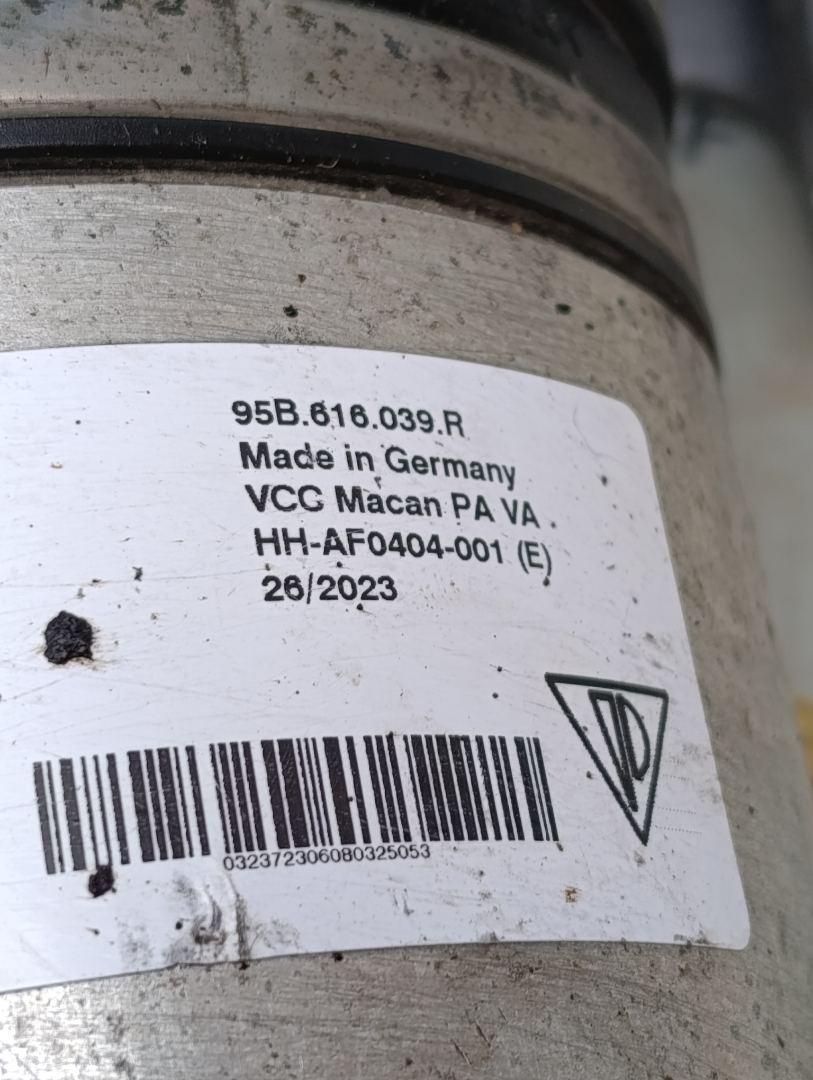 95B.616.039.R
Made in Germany
VCC Macan PA VA
HH-AF0404-001 (E)
26/2023
032372306080325053